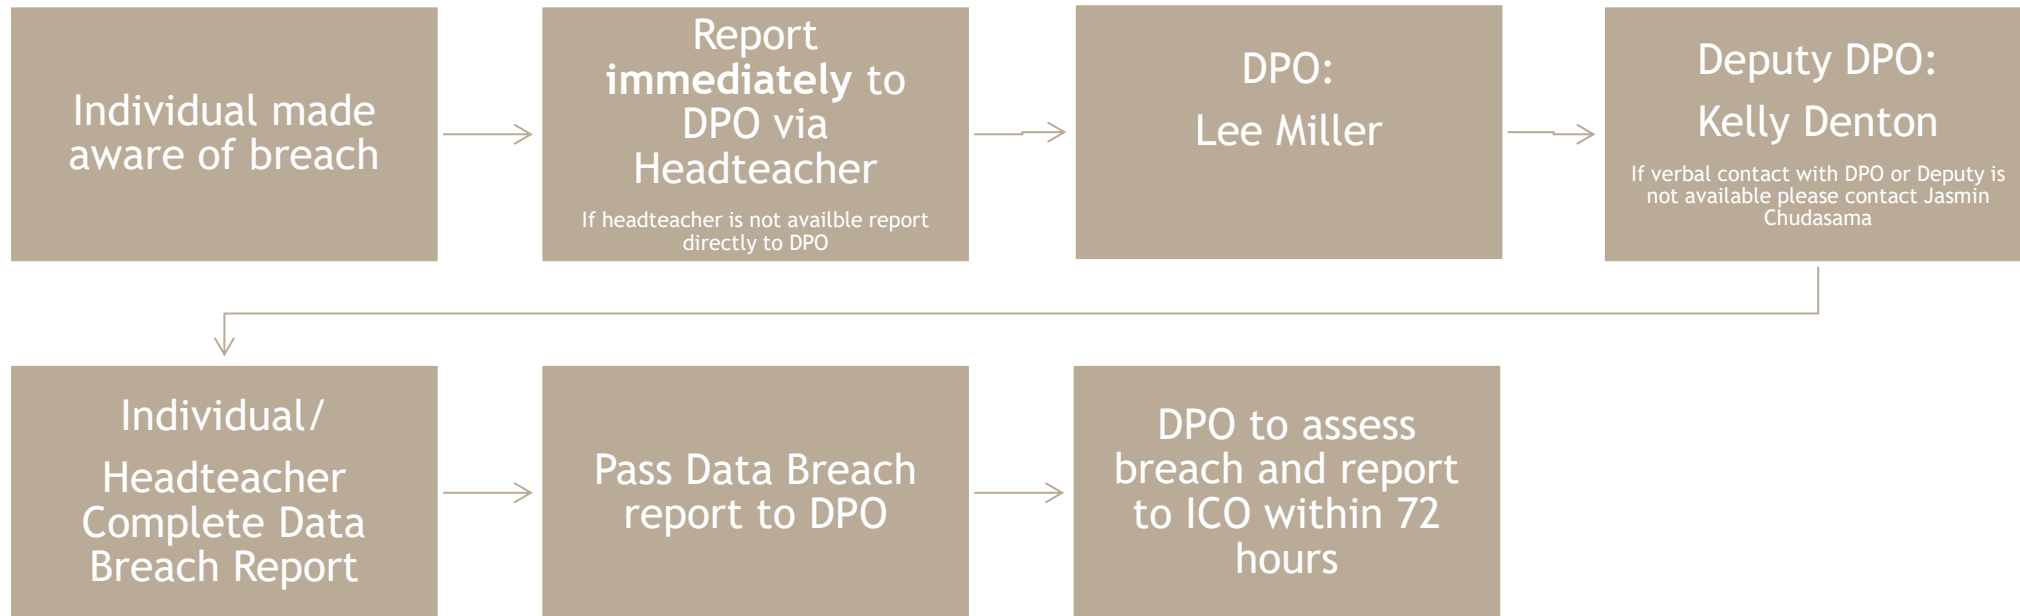 Individual made
aware of breach
Report
immediately to
DPO via
Headteacher
If headteacher is not availble report
directly to DPO
DPO:
Lee Miller
Deputy DPO:
Kelly Denton
If verbal contact with DPO or Deputy is
not available please contact Jasmin
Chudasama
Individual/
Headteacher
Complete Data
Breach Report
Pass Data Breach
report to DPO
DPO to assess
breach and report
to ICO within 72
hours